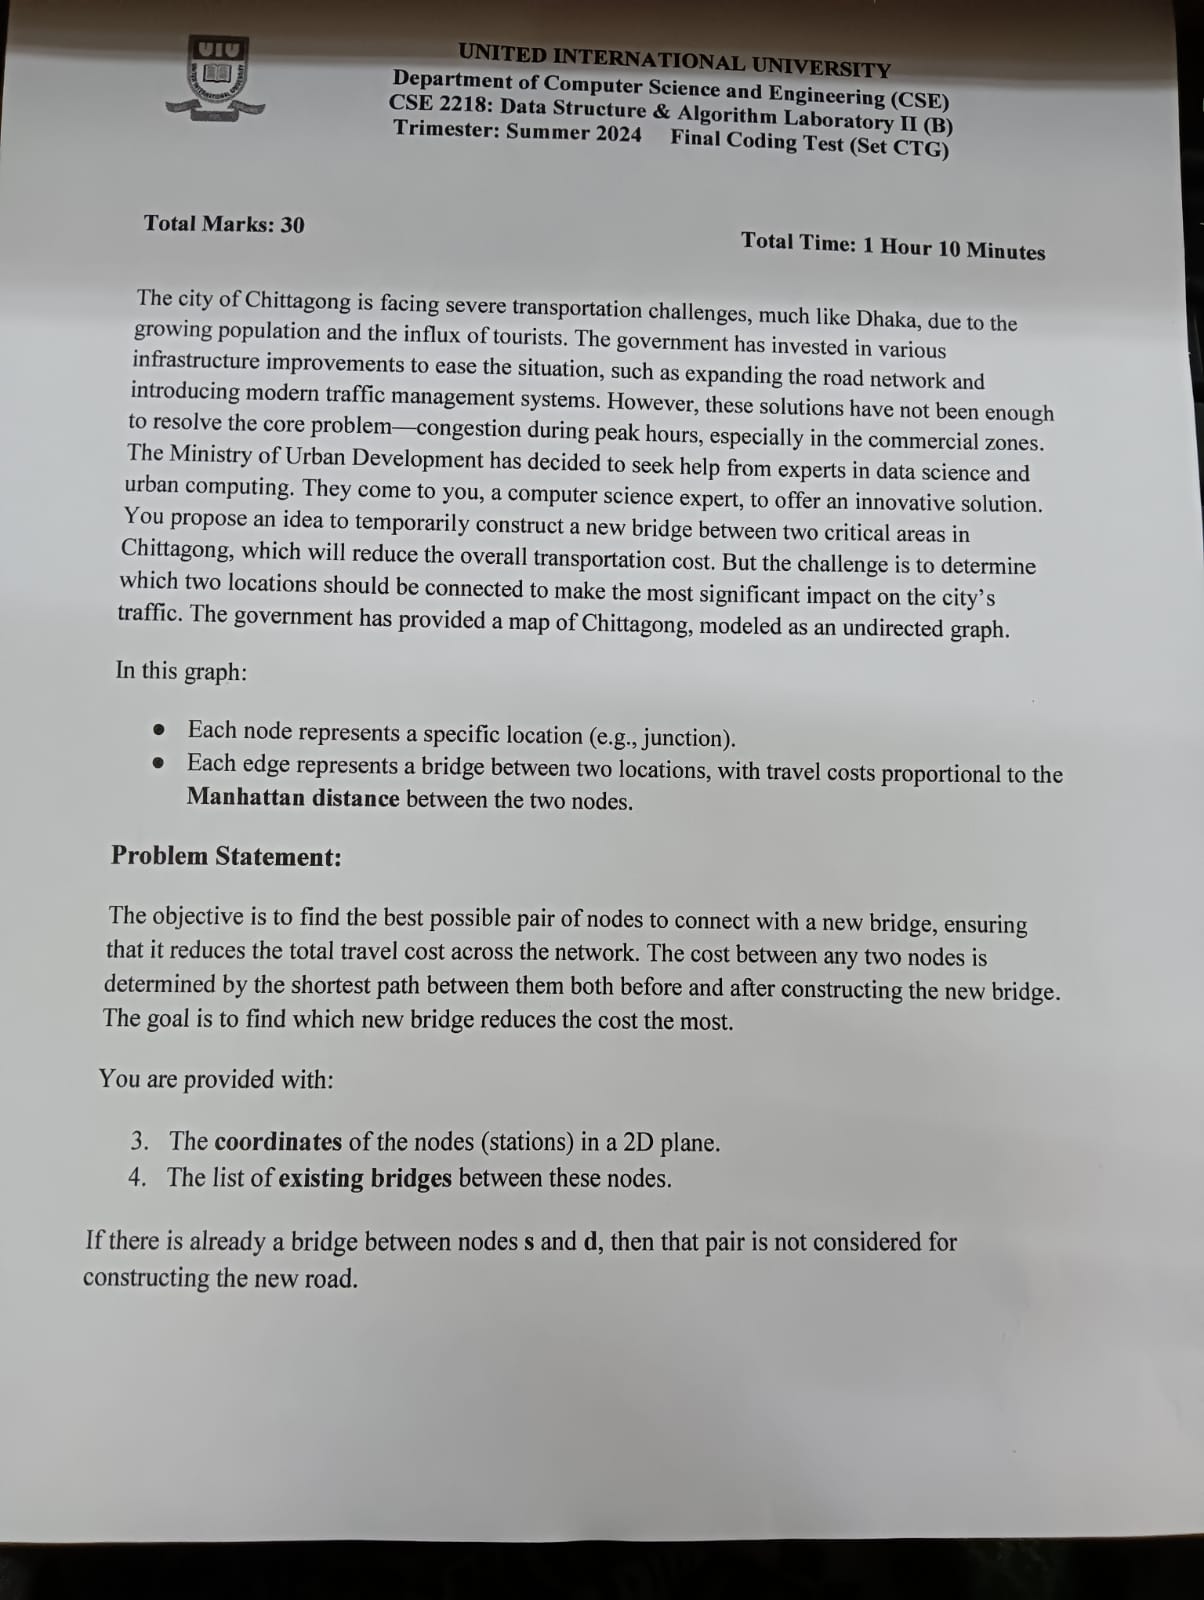 UIU
UNITED INTERNATIONAL UNIVERSITY
Department of Computer Science and Engineering (CSE)
CSE 2218: Data Structure & Algorithm Laboratory II (B)
Trimester: Summer 2024 Final Coding Test (Set CTG)
Total Marks: 30
Total Time: 1 Hour 10 Minutes
The city of Chittagong is facing severe transportation challenges, much like Dhaka, due to the
growing population and the influx of tourists. The government has invested in various
infrastructure improvements to ease the situation, such as expanding the road network and
introducing modern traffic management systems. However, these solutions have not been enough
to resolve the core problem—congestion during peak hours, especially in the commercial zones.
The Ministry of Urban Development has decided to seek help from experts in data science and
urban computing. They come to you, a computer science expert, to offer an innovative solution.
You propose an idea to temporarily construct a new bridge between two critical areas in
Chittagong, which will reduce the overall transportation cost. But the challenge is to determine
which two locations should be connected to make the most significant impact on the city's
traffic. The government has provided a map of Chittagong, modeled as an undirected graph.
In this graph:
● Each node represents a specific location (e.g., junction).
● Each edge represents a bridge between two locations, with travel costs proportional to the
Manhattan distance between the two nodes.
Problem Statement:
The objective is to find the best possible pair of nodes to connect with a new bridge, ensuring
that it reduces the total travel cost across the network. The cost between any two nodes is
determined by the shortest path between them both before and after constructing the new bridge.
The goal is to find which new bridge reduces the cost the most.
You are provided with:
3. The coordinates of the nodes (stations) in a 2D plane.
4. The list of existing bridges between these nodes.
If there is already a bridge between nodes s and d, then that pair is not considered for
constructing the new road.